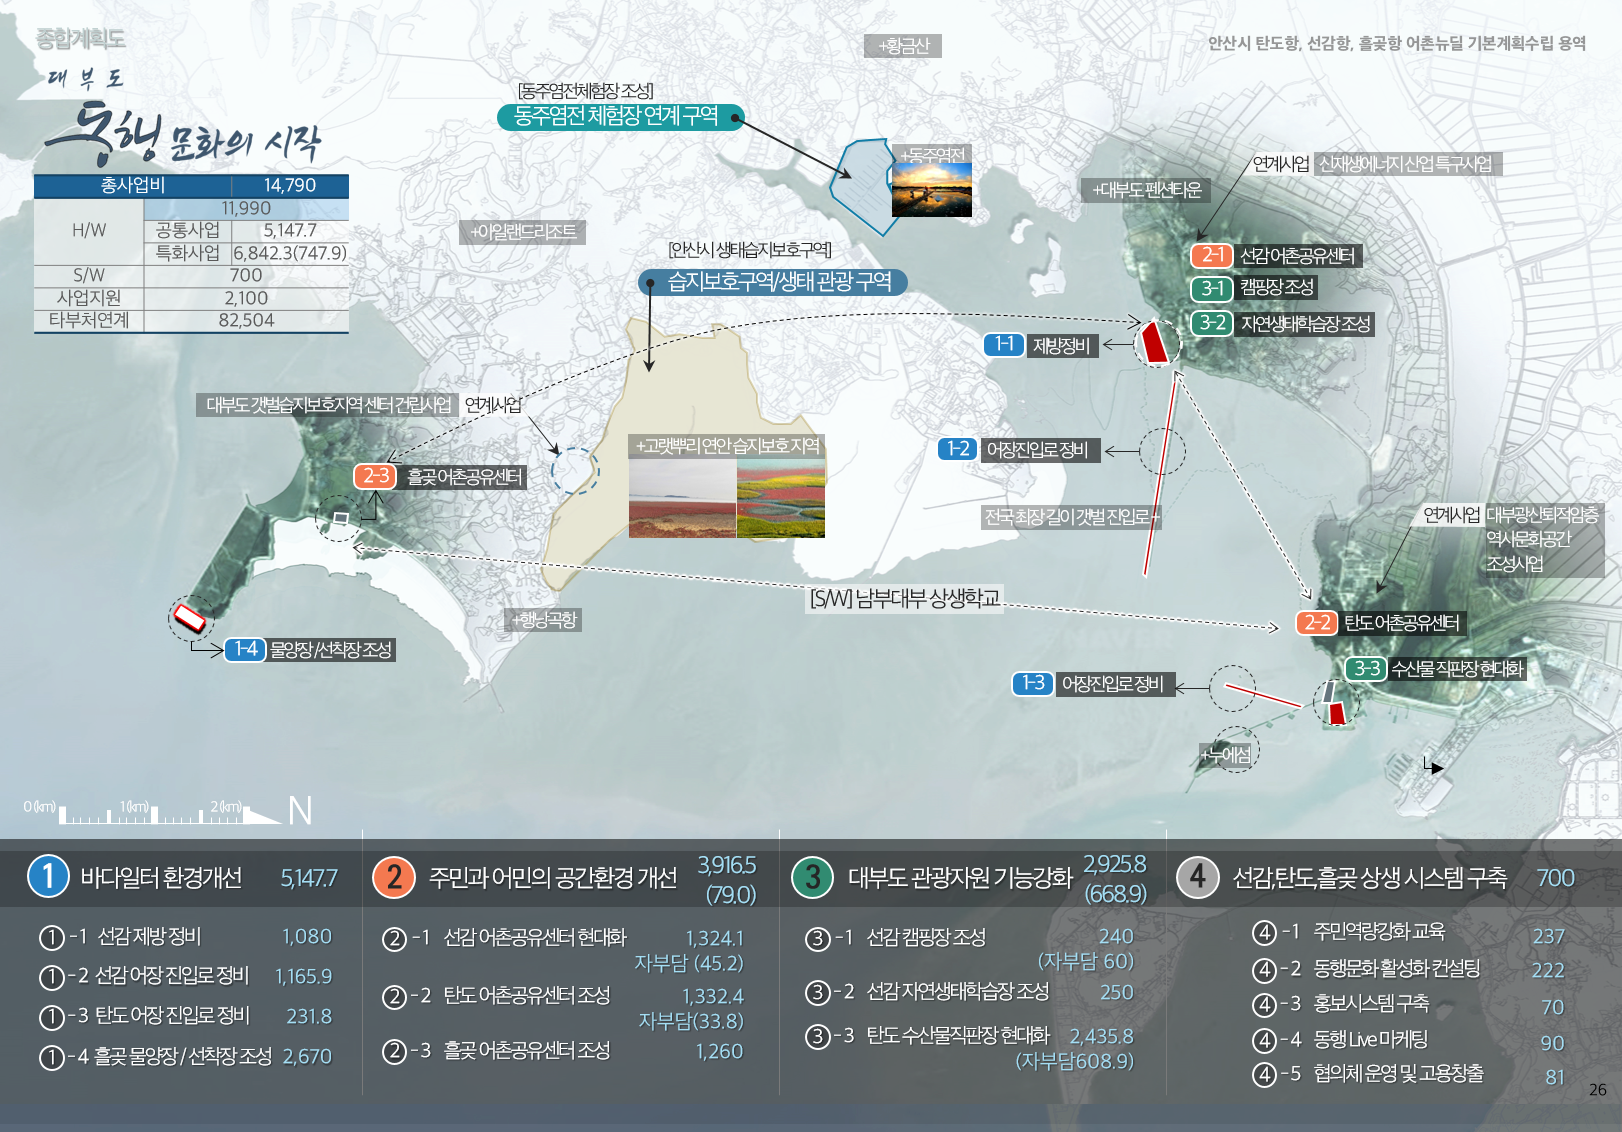 종합계획도
안산시 탄도항, 선감항, 흘곶항 어촌뉴딜 기본계획수립 용역
대 부 도
동행 문화의 시작
총사업비 14,790
H/W 11,990
공통사업 5,147.7
특화사업 6,842.3(747.9)
S/W 700
사업지원 2,100
타부처연계 82,504
+황금산
[동주염전체험장 조성]
동주염전 체험장 연계 구역
+동주염전
연계사업 신재생에너지 산업 특구사업
+대부도 펜션타운
+아일랜드리조트
[안산시 생태습지보호구역]
습지보호구역/생태 관광 구역
2-1 선감 어촌공유센터
3-1 캠핑장 조성
3-2 자연생태학습장 조성
1-1 제방정비
대부도 갯벌습지보호지역 센터 건립사업 연계사업
+고랫뿌리 연안 습지보호 지역
1-2 어장진입로 정비
2-3 흘곶 어촌공유센터
전국 최장 길이 갯벌 진입로+
연계사업 대부광산퇴적암층
역사문화공간
조성사업
[S/W] 남부대부 상생학교
+행낭곡항
2-2 탄도 어촌공유센터
1-4 물양장/선착장 조성
3-3 수산물 직판장 현대화
1-3 어장진입로 정비
+누에섬
0(km) 1(km) 2(km) N
1 바다일터 환경개선 5,147.7
①-1 선감 제방 정비 1,080
①-2 선감 어장 진입로 정비 1,165.9
①-3 탄도 어장 진입로 정비 231.8
①-4 흘곶 물양장 / 선착장 조성 2,670
2 주민과 어민의 공간환경 개선 3,916.5
(79.0)
②-1 선감 어촌공유센터 현대화 1,324.1
자부담 (45.2)
②-2 탄도 어촌공유센터 조성 1,332.4
자부담(33.8)
②-3 흘곶 어촌공유센터 조성 1,260
3 대부도 관광자원 기능강화 2,925.8
(668.9)
③-1 선감 캠핑장 조성 240
(자부담 60)
③-2 선감 자연생태학습장 조성 250
③-3 탄도 수산물직판장 현대화 2,435.8
(자부담608.9)
4 선감,탄도,흘곶 상생 시스템 구축 700
④-1 주민역량강화 교육 237
④-2 동행문화 활성화 컨설팅 222
④-3 홍보시스템 구축 70
④-4 동행 Live 마케팅 90
④-5 협의체 운영 및 고용창출 81
26